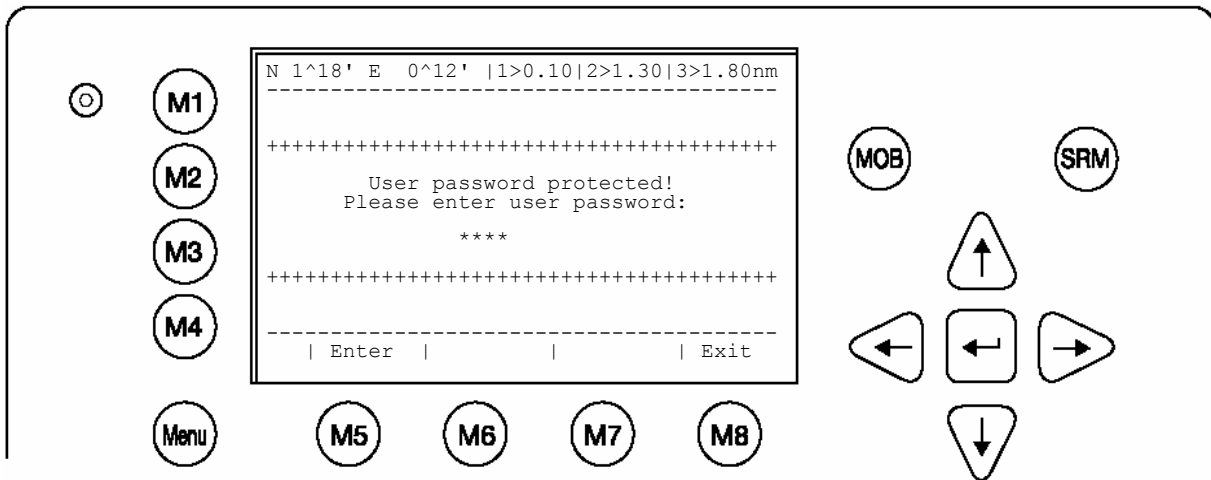 N 1^18' E 0^12' |1>0.10|2>1.30|3>1.80nm
----------------------------------------
++++++++++++++++++++++++++++++++++++++++
User password protected!
Please enter user password:
****
++++++++++++++++++++++++++++++++++++++++
----------------------------------------
| Enter | | | Exit
M1
M2
M3
M4
Menu
M5
M6
M7
M8
MOB
SRM